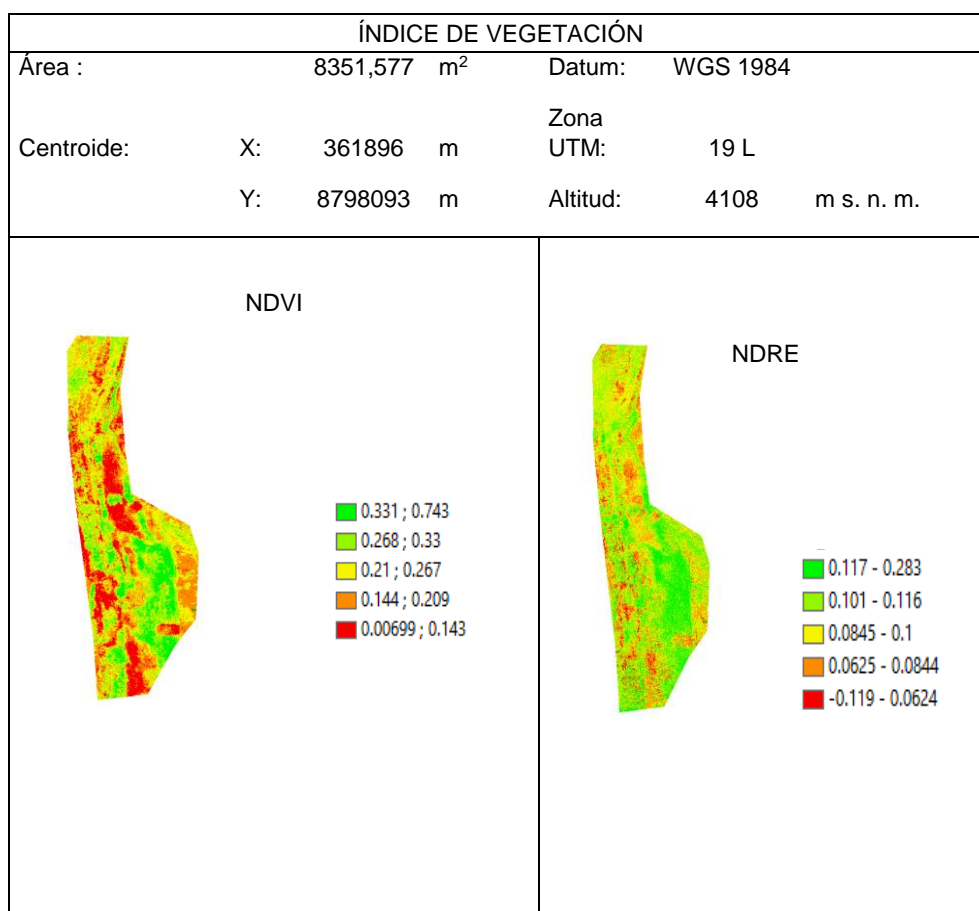 ÍNDICE DE VEGETACIÓN
Área : 8351,577 m² Datum: WGS 1984
Zona
Centroide: X: 361896 m UTM: 19 L
Y: 8798093 m Altitud: 4108 m s. n. m.
NDVI
0.331 ; 0.743
0.268 ; 0.33
0.21 ; 0.267
0.144 ; 0.209
0.00699 ; 0.143
NDRE
0.117 - 0.283
0.101 - 0.116
0.0845 - 0.1
0.0625 - 0.0844
-0.119 - 0.0624